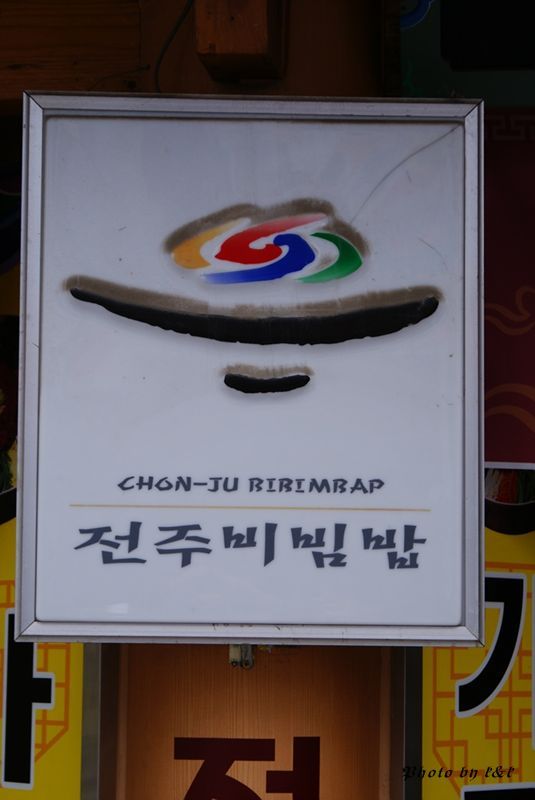 CHON-JU BIBIMBAP
전주비빔밥
Photo by t&t